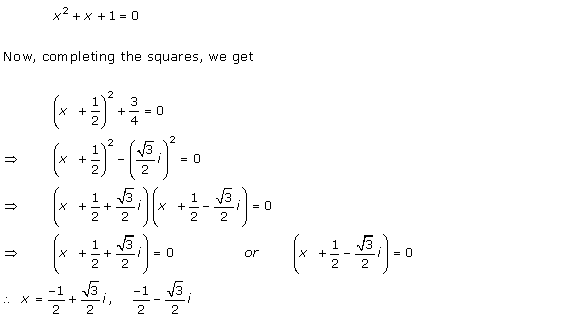 x² + x + 1 = 0
Now, completing the squares, we get
(x + 1/2)² + 3/4 = 0
⇒ (x + 1/2)² − (√3/2 i)² = 0
⇒ (x + 1/2 + √3/2 i)(x + 1/2 − √3/2 i) = 0
⇒ (x + 1/2 + √3/2 i) = 0 or (x + 1/2 − √3/2 i) = 0
∴ x = −1/2 + √3/2 i, −1/2 − √3/2 i